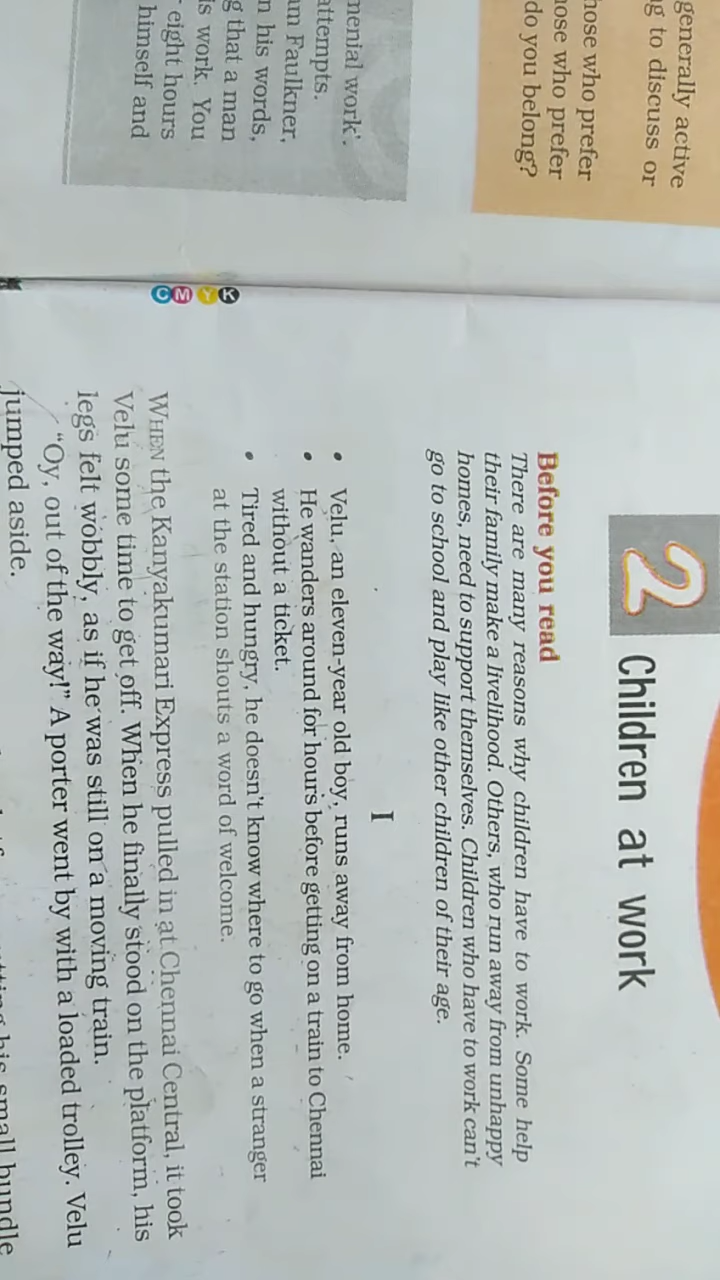 generally active
g to discuss or
hose who prefer
ose who prefer
do you belong?
menial work'.
attempts.
am Faulkner,
n his words,
g that a man
is work. You
eight hours
himself and
K
Y
M
C
2 Children at work
Before you read
There are many reasons why children have to work. Some help
their family make a livelihood. Others, who run away from unhappy
homes, need to support themselves. Children who have to work can't
go to school and play like other children of their age.
I
• Velu, an eleven-year old boy, runs away from home.
• He wanders around for hours before getting on a train to Chennai
without a ticket.
• Tired and hungry, he doesn't know where to go when a stranger
at the station shouts a word of welcome.
WHEN the Kanyakumari Express pulled in at Chennai Central, it took
Velu some time to get off. When he finally stood on the platform, his
legs felt wobbly, as if he was still on a moving train.
"Oy, out of the way!" A porter went by with a loaded trolley. Velu
jumped aside.
his small bundle